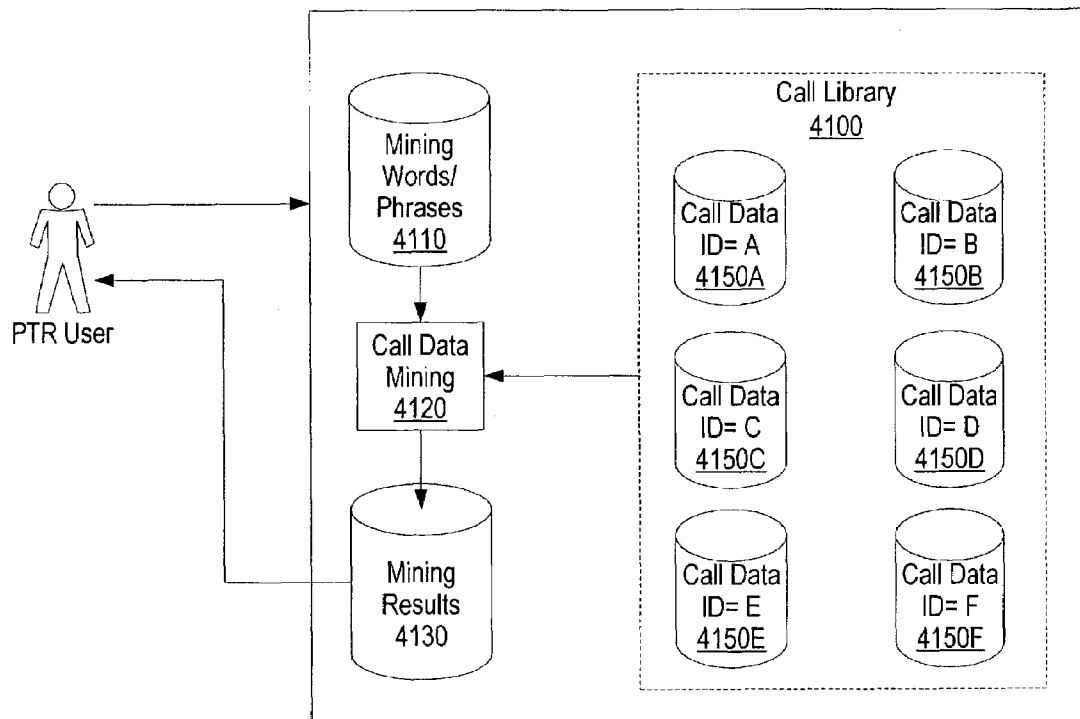 PTR User
Mining
Words/
Phrases
4110
Call Data
Mining
4120
Mining
Results
4130
Call Library
4100
Call Data
ID= A
4150A
Call Data
ID= B
4150B
Call Data
ID= C
4150C
Call Data
ID= D
4150D
Call Data
ID= E
4150E
Call Data
ID= F
4150F